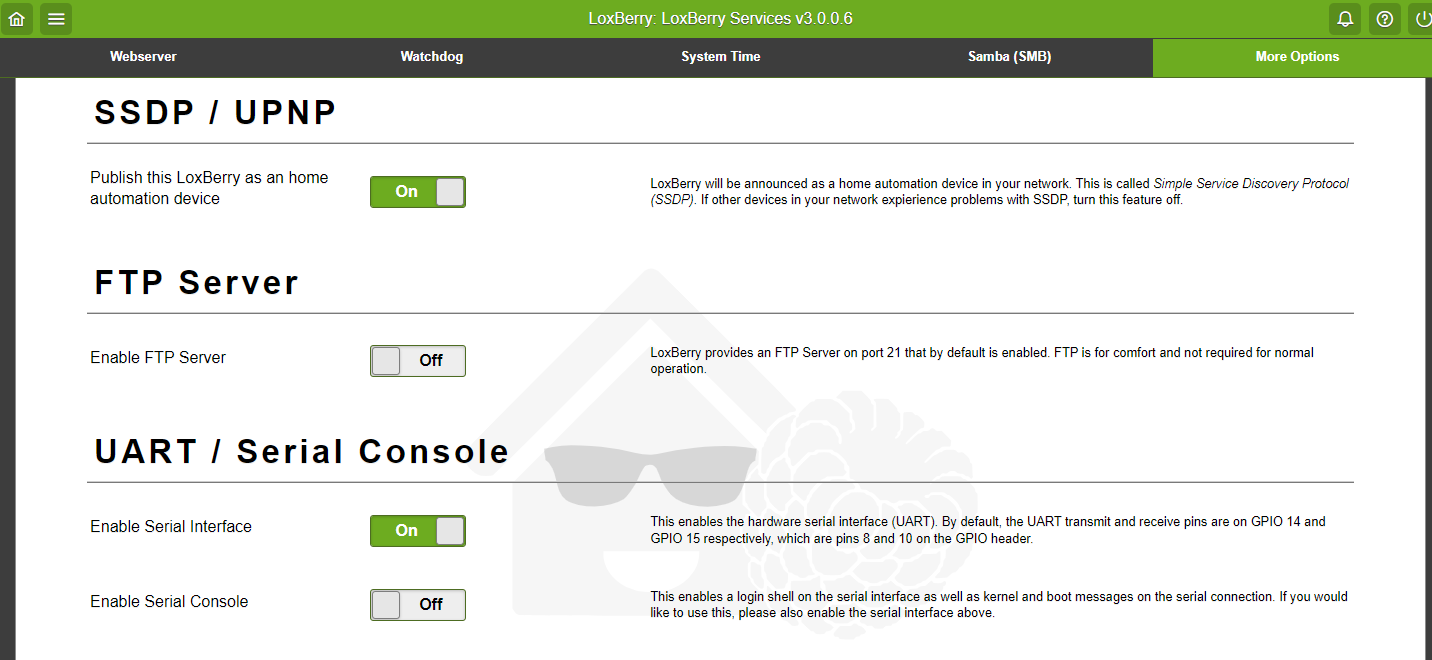 LoxBerry: LoxBerry Services v3.0.0.6
Webserver
Watchdog
System Time
Samba (SMB)
More Options
SSDP / UPNP
Publish this LoxBerry as an home
automation device
On
LoxBerry will be announced as a home automation device in your network. This is called Simple Service Discovery Protocol
(SSDP). If other devices in your network expierience problems with SSDP, turn this feature off.
FTP Server
Enable FTP Server
Off
LoxBerry provides an FTP Server on port 21 that by default is enabled. FTP is for comfort and not required for normal
operation.
UART / Serial Console
Enable Serial Interface
On
This enables the hardware serial interface (UART). By default, the UART transmit and receive pins are on GPIO 14 and
GPIO 15 respectively, which are pins 8 and 10 on the GPIO header.
Enable Serial Console
Off
This enables a login shell on the serial interface as well as kernel and boot messages on the serial connection. If you would
like to use this, please also enable the serial interface above.